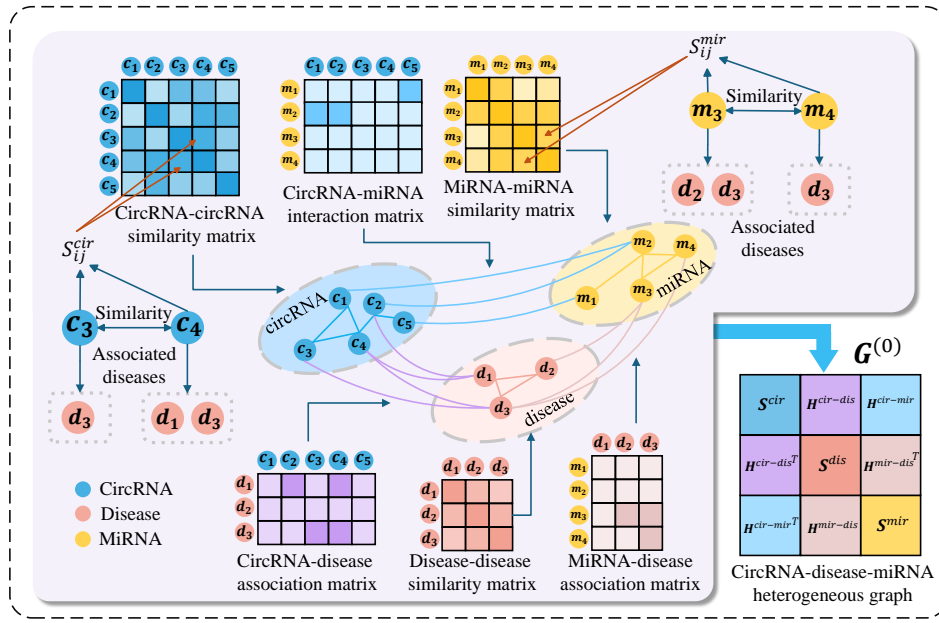 c₁ c₂ c₃ c₄ c₅
c₁
c₂
c₃
c₄
c₅
CircRNA-circRNA
similarity matrix
c₁ c₂ c₃ c₄ c₅
m₁
m₂
m₃
m₄
CircRNA-miRNA
interaction matrix
m₁ m₂ m₃ m₄
m₁
m₂
m₃
m₄
MiRNA-miRNA
similarity matrix
S_{ij}^{mir}
m₃ Similarity m₄
d₂ d₃ d₃
Associated
diseases
S_{ij}^{cir}
c₃ Similarity c₄
Associated
diseases
d₃ d₁ d₃
circRNA
c₁ c₂
c₅
c₃ c₄
m₂ m₄
m₁ m₃
miRNA
d₁ d₂
d₃
disease
CircRNA
Disease
MiRNA
c₁ c₂ c₃ c₄ c₅
d₁
d₂
d₃
CircRNA-disease
association matrix
d₁ d₂ d₃
d₁
d₂
d₃
Disease-disease
similarity matrix
d₁ d₂ d₃
m₁
m₂
m₃
m₄
MiRNA-disease
association matrix
G^{(0)}
S^{cir} H^{cir-dis} H^{cir-mir}
H^{cir-dis^T} S^{dis} H^{mir-dis^T}
H^{cir-mir^T} H^{mir-dis} S^{mir}
CircRNA-disease-miRNA
heterogeneous graph